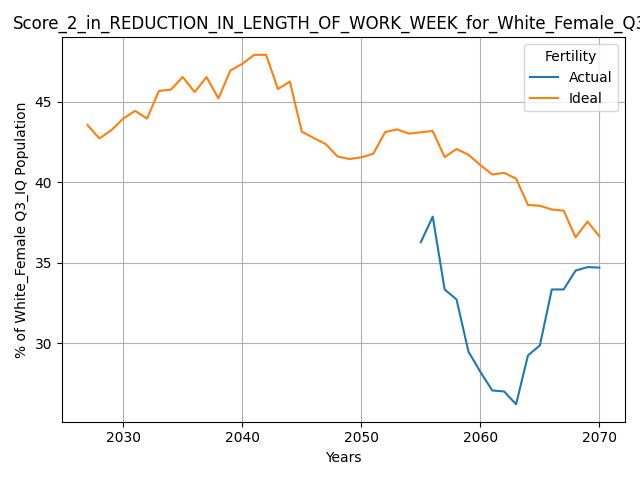 Score_2_in_REDUCTION_IN_LENGTH_OF_WORK_WEEK_for_White_Female_Q3
Fertility
Actual
Ideal
% of White_Female Q3_IQ Population
45
40
35
30
2030 2040 2050 2060 2070
Years